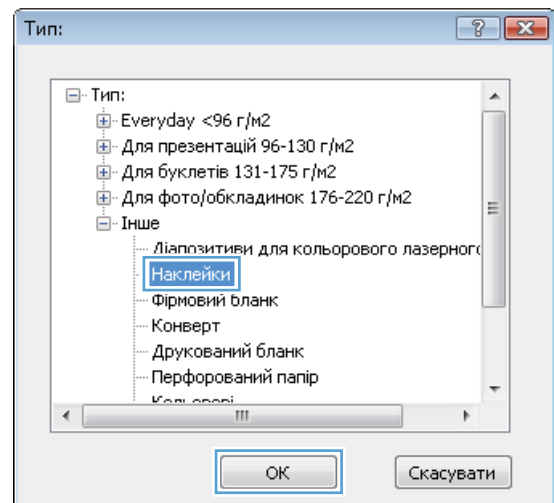 Тип:
Тип:
Everyday <96 г/м2
Для презентацій 96-130 г/м2
Для буклетів 131-175 г/м2
Для фото/обкладинок 176-220 г/м2
Інше
Діапозитиви для кольорового лазерного
Наклейки
Фірмовий бланк
Конверт
Друкований бланк
Перфорований папір
Кольорові
ОК
Скасувати